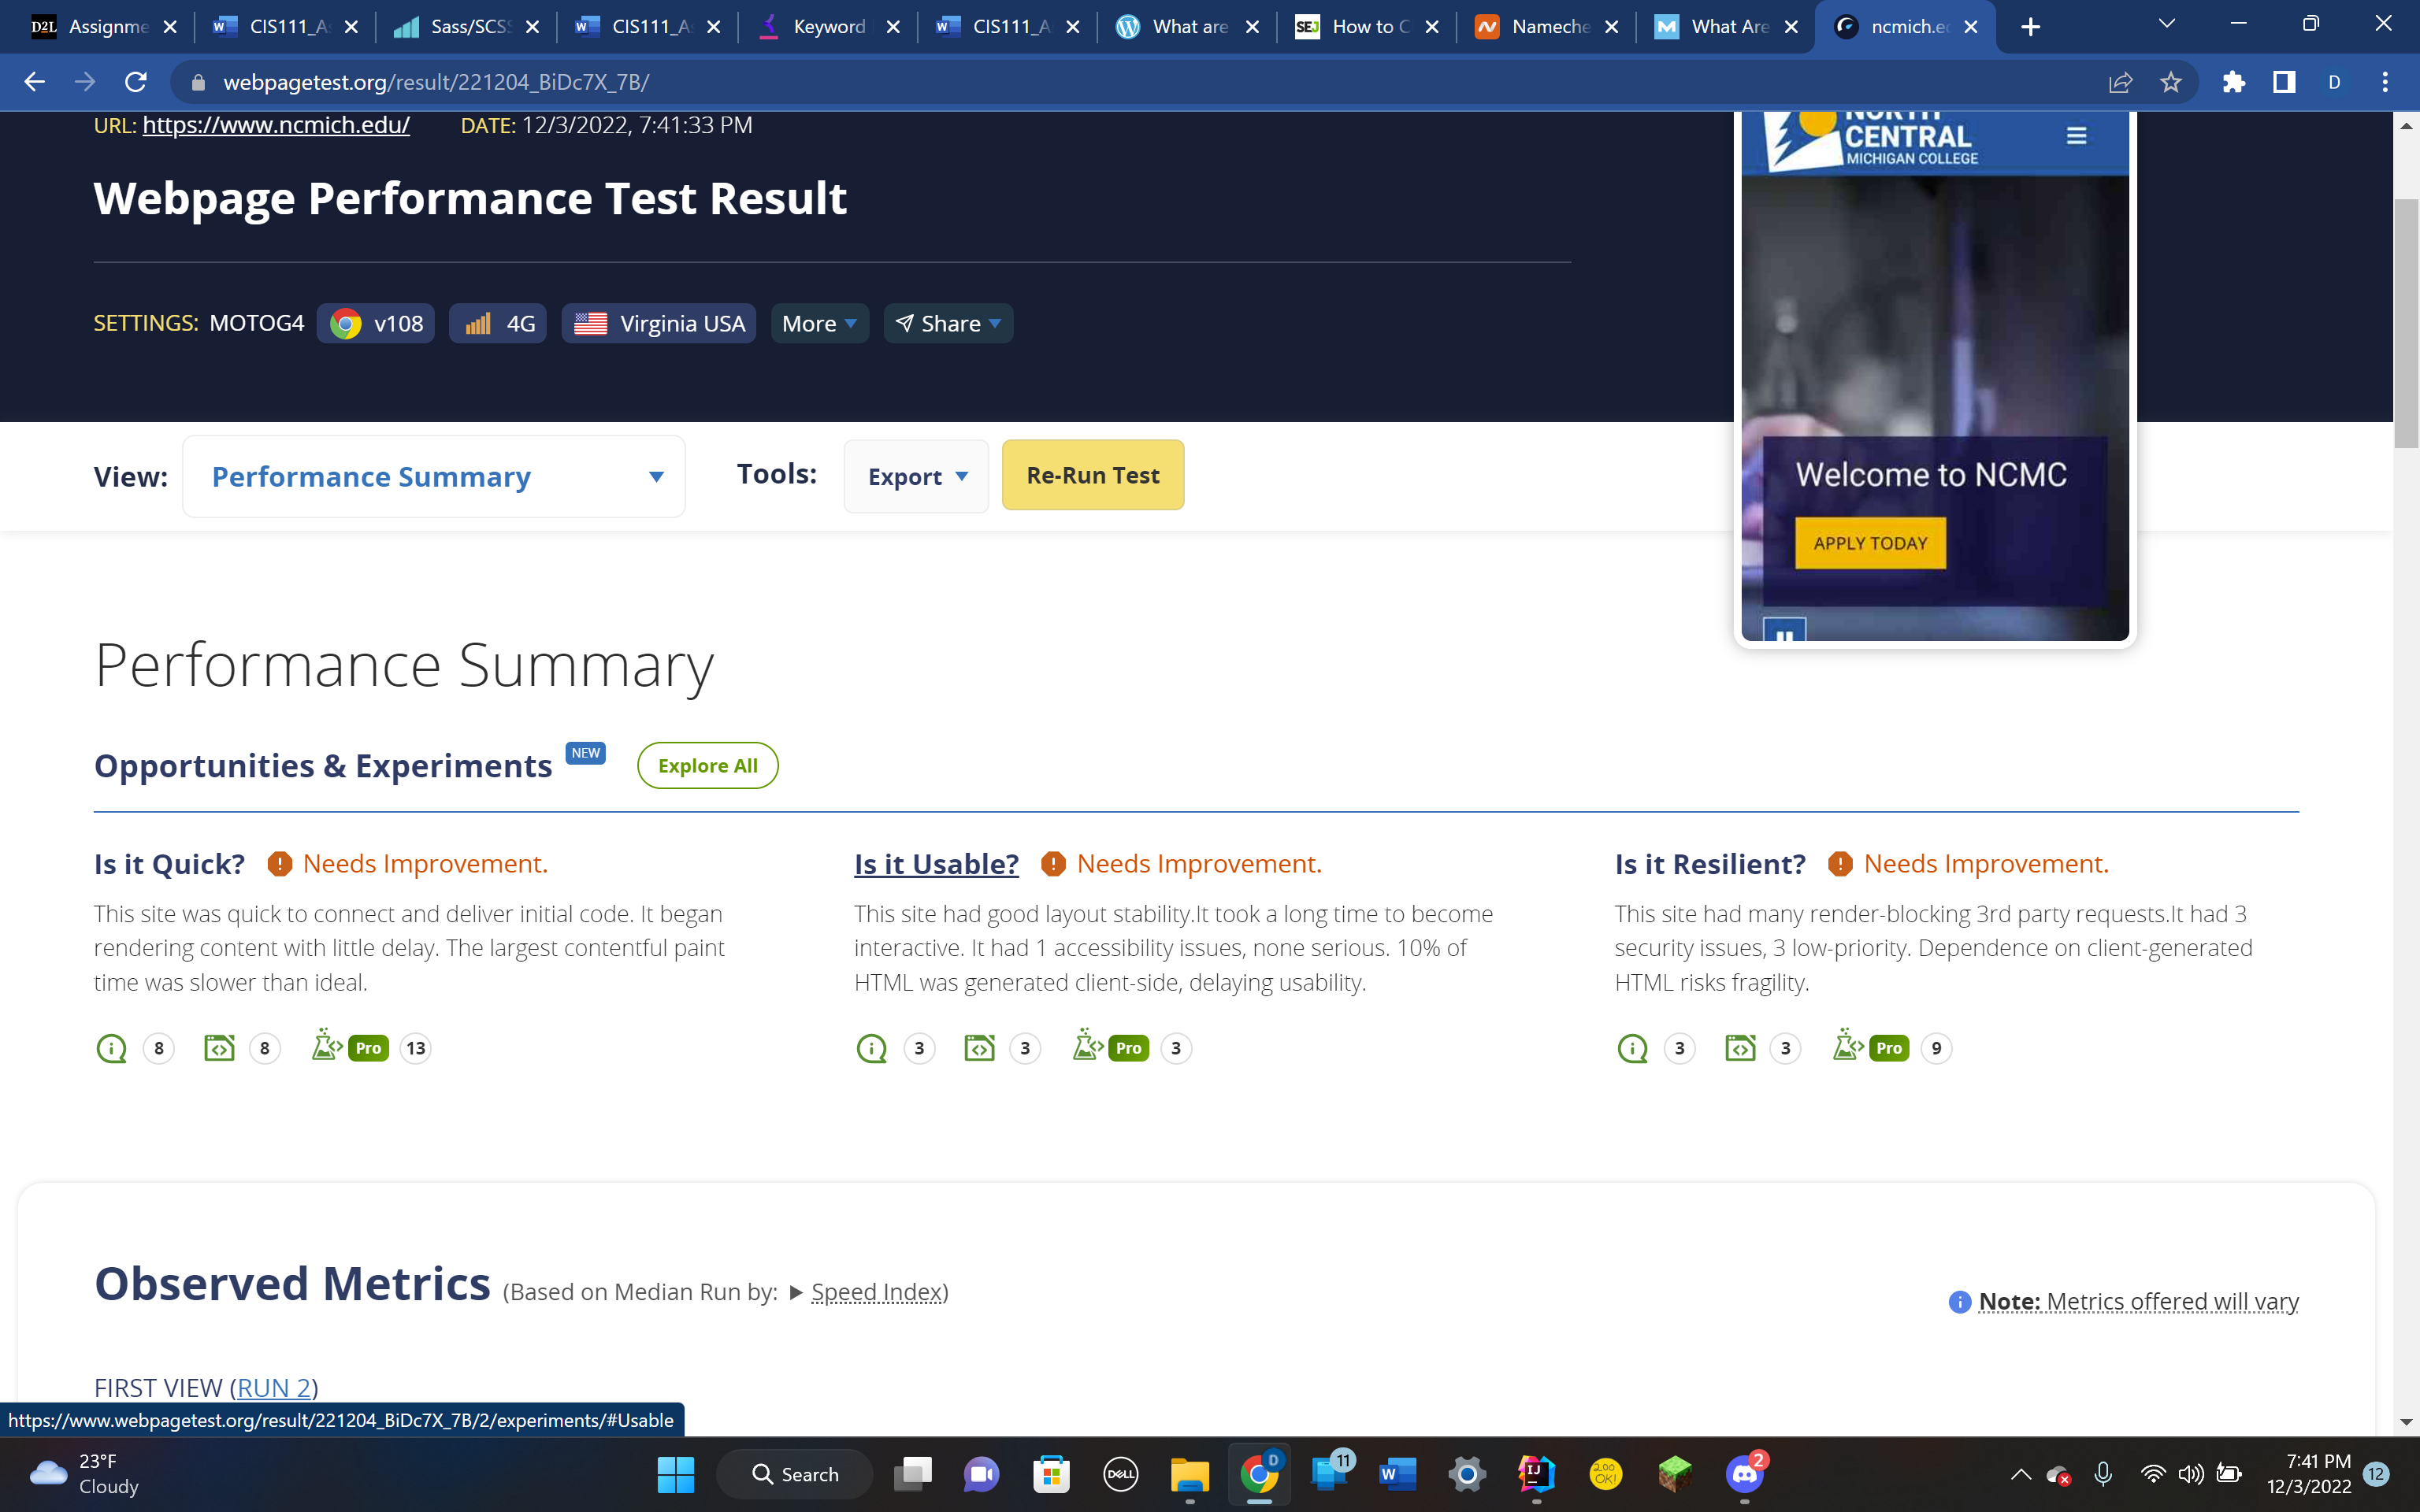 D2L Assignme
CIS111_A
Sass/SCSS
CIS111_A
Keyword
CIS111_A
What are
SEJ How to C
Nameche
What Are
ncmich.e
webpagetest.org/result/221204_BiDc7X_7B/
D
URL: https://www.ncmich.edu/ DATE: 12/3/2022, 7:41:33 PM
Webpage Performance Test Result
SETTINGS: MOTOG4 v108 4G Virginia USA More Share
NORTH
CENTRAL
MICHIGAN COLLEGE
Welcome to NCMC
APPLY TODAY
View: Performance Summary Tools: Export Re-Run Test
Performance Summary
Opportunities & Experiments NEW Explore All
Is it Quick? Needs Improvement.
This site was quick to connect and deliver initial code. It began
rendering content with little delay. The largest contentful paint
time was slower than ideal.
8 8 Pro 13
Is it Usable? Needs Improvement.
This site had good layout stability.It took a long time to become
interactive. It had 1 accessibility issues, none serious. 10% of
HTML was generated client-side, delaying usability.
3 3 Pro 3
Is it Resilient? Needs Improvement.
This site had many render-blocking 3rd party requests.It had 3
security issues, 3 low-priority. Dependence on client-generated
HTML risks fragility.
3 3 Pro 9
Observed Metrics (Based on Median Run by: Speed Index)
Note: Metrics offered will vary
FIRST VIEW (RUN 2)
https://www.webpagetest.org/result/221204_BiDc7X_7B/2/experiments/#Usable
23°F
Cloudy
Search
DELL
D
11
W
IJ
200
OK!
2
7:41 PM
12/3/2022
12